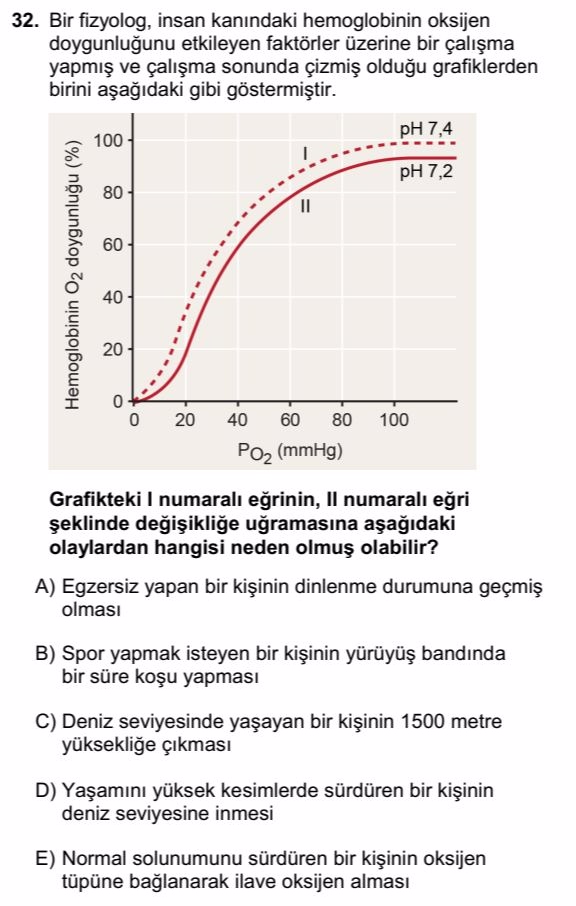 32. Bir fizyolog, insan kanındaki hemoglobinin oksijen
doygunluğunu etkileyen faktörler üzerine bir çalışma
yapmış ve çalışma sonunda çizmiş olduğu grafiklerden
birini aşağıdaki gibi göstermiştir.
Hemoglobinin O2 doygunluğu (%)
100
80
60
40
20
0
I
II
pH 7,4
pH 7,2
0 20 40 60 80 100
PO2 (mmHg)
Grafikteki I numaralı eğrinin, II numaralı eğri
şeklinde değişikliğe uğramasına aşağıdaki
olaylardan hangisi neden olmuş olabilir?
A) Egzersiz yapan bir kişinin dinlenme durumuna geçmiş
olması
B) Spor yapmak isteyen bir kişinin yürüyüş bandında
bir süre koşu yapması
C) Deniz seviyesinde yaşayan bir kişinin 1500 metre
yüksekliğe çıkması
D) Yaşamını yüksek kesimlerde sürdüren bir kişinin
deniz seviyesine inmesi
E) Normal solunumunu sürdüren bir kişinin oksijen
tüpüne bağlanarak ilave oksijen alması